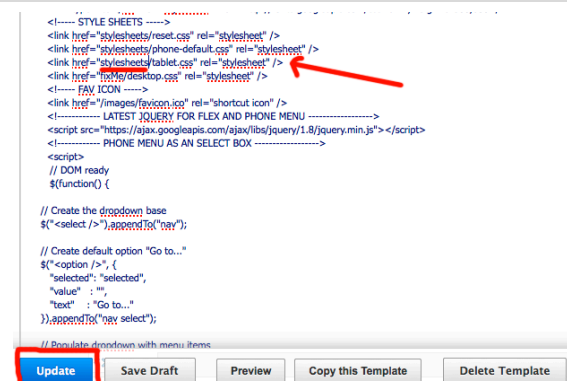 <!----- STYLE SHEETS ----->
<link href="stylesheets/reset.css" rel="stylesheet" />
<link href="stylesheets/phone-default.css" rel="stylesheet" />
<link href="stylesheets/tablet.css" rel="stylesheet" />
<link href="fixMe/desktop.css" rel="stylesheet" />
<!----- FAV ICON ----->
<link href="/images/favicon.ico" rel="shortcut icon" />
<!------------ LATEST JQUERY FOR FLEX AND PHONE MENU ------------------>
<script src="https://ajax.googleapis.com/ajax/libs/jquery/1.8/jquery.min.js"></script>
<!------------ PHONE MENU AS AN SELECT BOX ------------------>
<script>
// DOM ready
$(function() {
// Create the dropdown base
$("<select />").appendTo("nav");
// Create default option "Go to..."
$("<option />", {
"selected": "selected",
"value" : "",
"text" : "Go to..."
}).appendTo("nav select");
// Populate dropdown with menu items
Update Save Draft Preview Copy this Template Delete Template